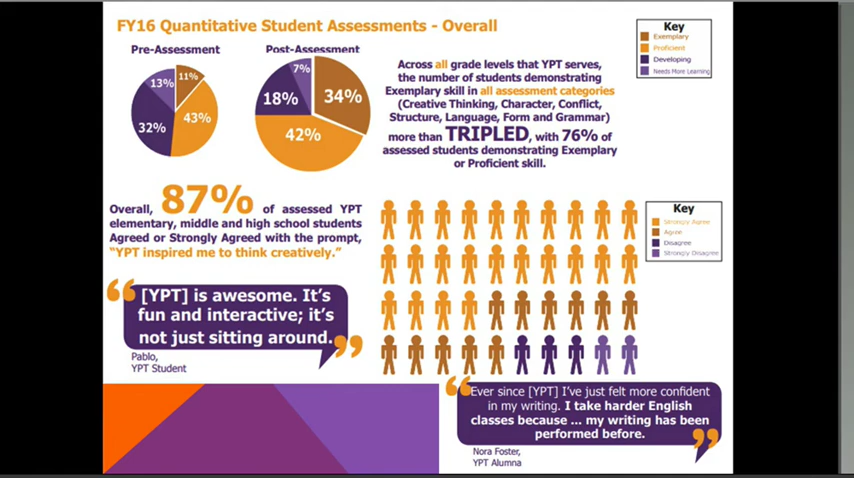 FY16 Quantitative Student Assessments - Overall
Pre-Assessment
11%
43%
32%
13%
Post-Assessment
34%
42%
18%
7%
Key
Exemplary
Proficient
Developing
Needs More Learning
Across all grade levels that YPT serves,
the number of students demonstrating
Exemplary skill in all assessment categories
(Creative Thinking, Character, Conflict,
Structure, Language, Form and Grammar)
more than TRIPLED, with 76% of
assessed students demonstrating Exemplary
or Proficient skill.
Overall, 87% of assessed YPT
elementary, middle and high school students
Agreed or Strongly Agreed with the prompt,
“YPT inspired me to think creatively.”
Key
Strongly Agree
Agree
Disagree
Strongly Disagree
“[YPT] is awesome. It's
fun and interactive; it's
not just sitting around.”
Pablo,
YPT Student
“Ever since [YPT] I've just felt more confident
in my writing. I take harder English
classes because ... my writing has been
performed before.”
Nora Foster,
YPT Alumna